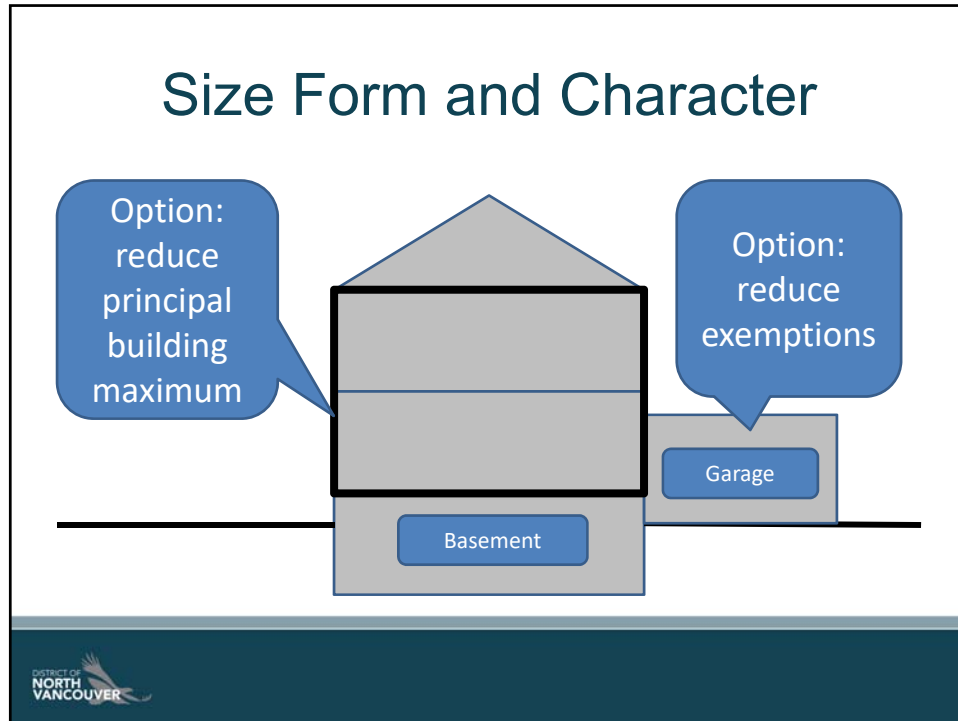 Size Form and Character
Option:
reduce
principal
building
maximum
Option:
reduce
exemptions
Garage
Basement
DISTRICT OF
NORTH
VANCOUVER